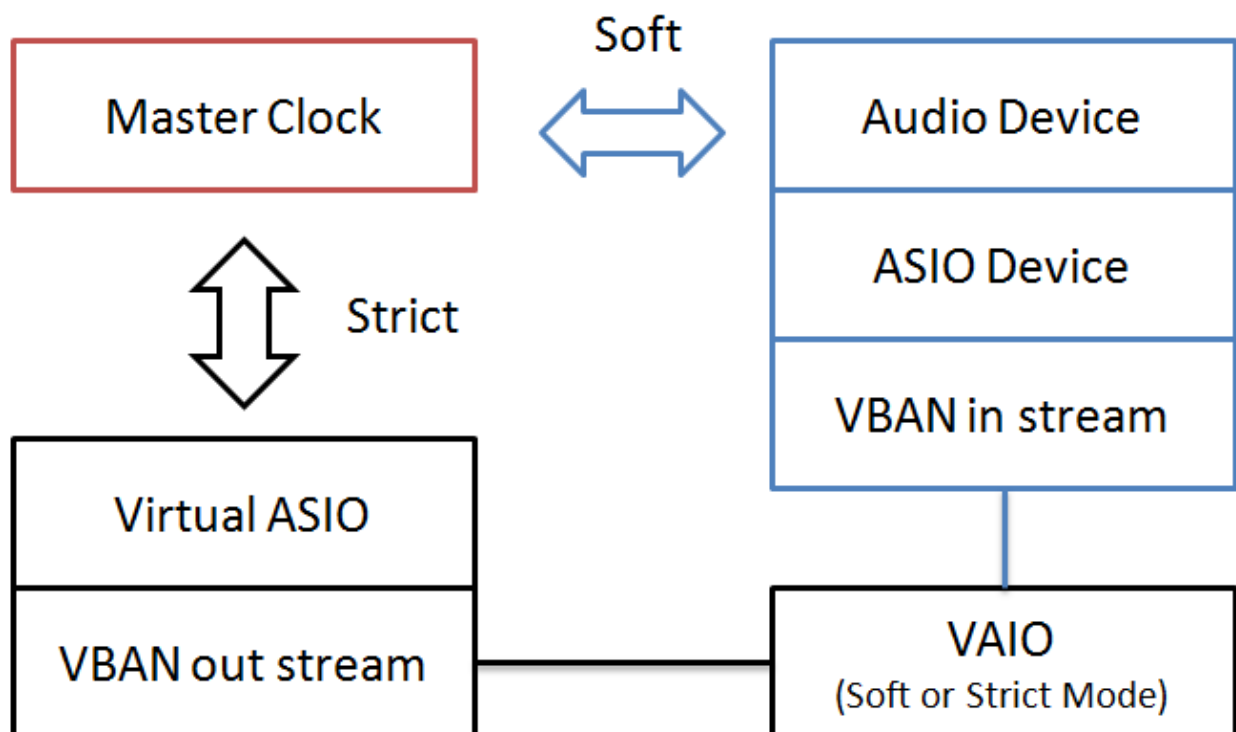 Soft
Master Clock
Audio Device
ASIO Device
Strict
VBAN in stream
Virtual ASIO
VBAN out stream
VAIO
(Soft or Strict Mode)